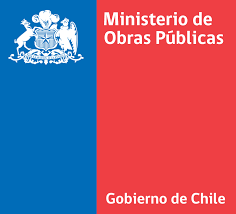 Ministerio de
Obras Públicas
Gobierno de Chile